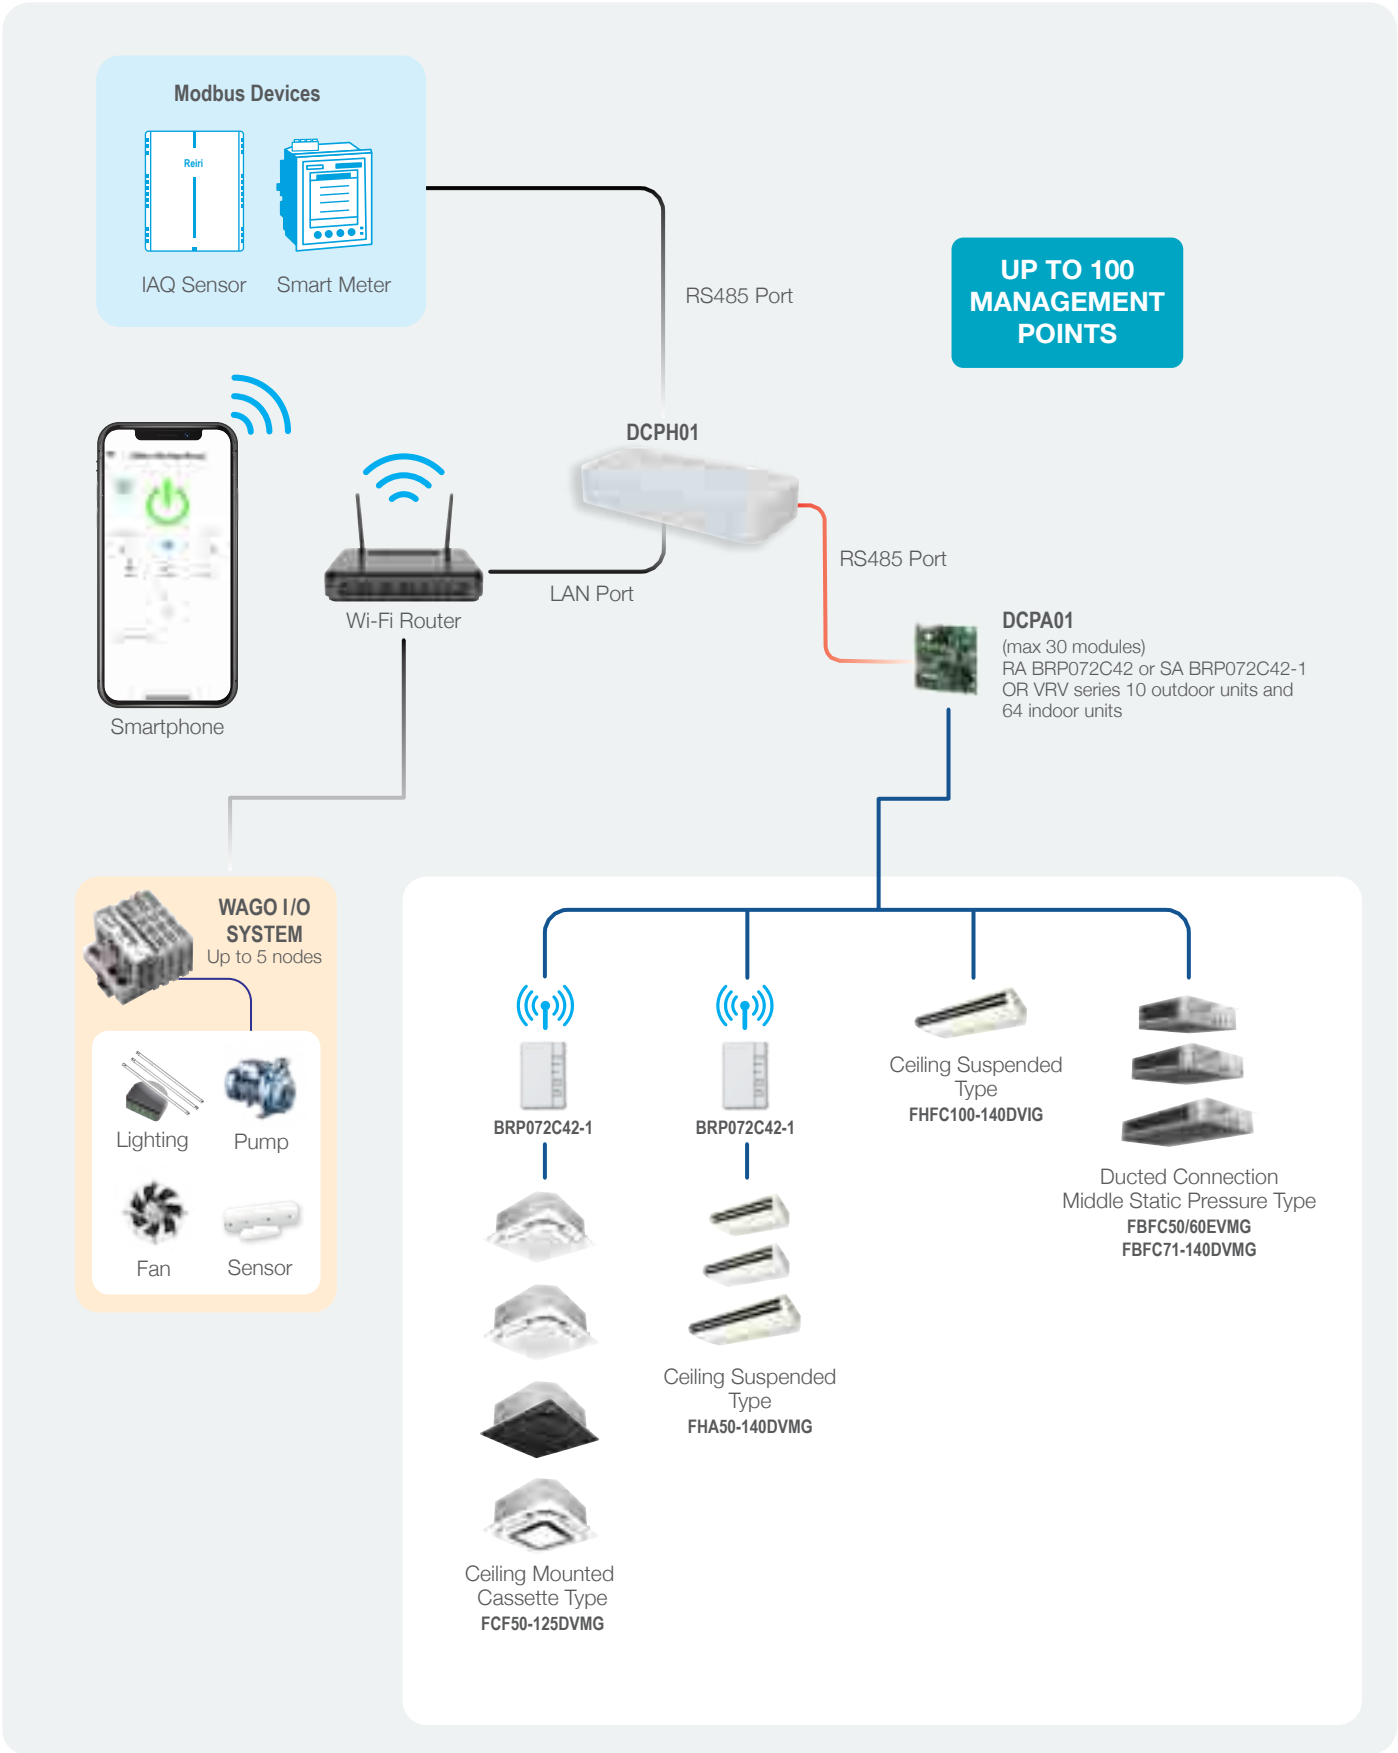 Modbus Devices
Reiri
IAQ Sensor
Smart Meter
RS485 Port
UP TO 100
MANAGEMENT
POINTS
DCPH01
RS485 Port
LAN Port
Wi-Fi Router
Smartphone
DCPA01
(max 30 modules)
RA BRP072C42 or SA BRP072C42-1
OR VRV series 10 outdoor units and
64 indoor units
WAGO I/O
SYSTEM
Up to 5 nodes
Lighting
Pump
Fan
Sensor
BRP072C42-1
BRP072C42-1
Ceiling Suspended
Type
FHFC100-140DVIG
Ducted Connection
Middle Static Pressure Type
FBFC50/60EVMG
FBFC71-140DVMG
Ceiling Suspended
Type
FHA50-140DVMG
Ceiling Mounted
Cassette Type
FCF50-125DVMG